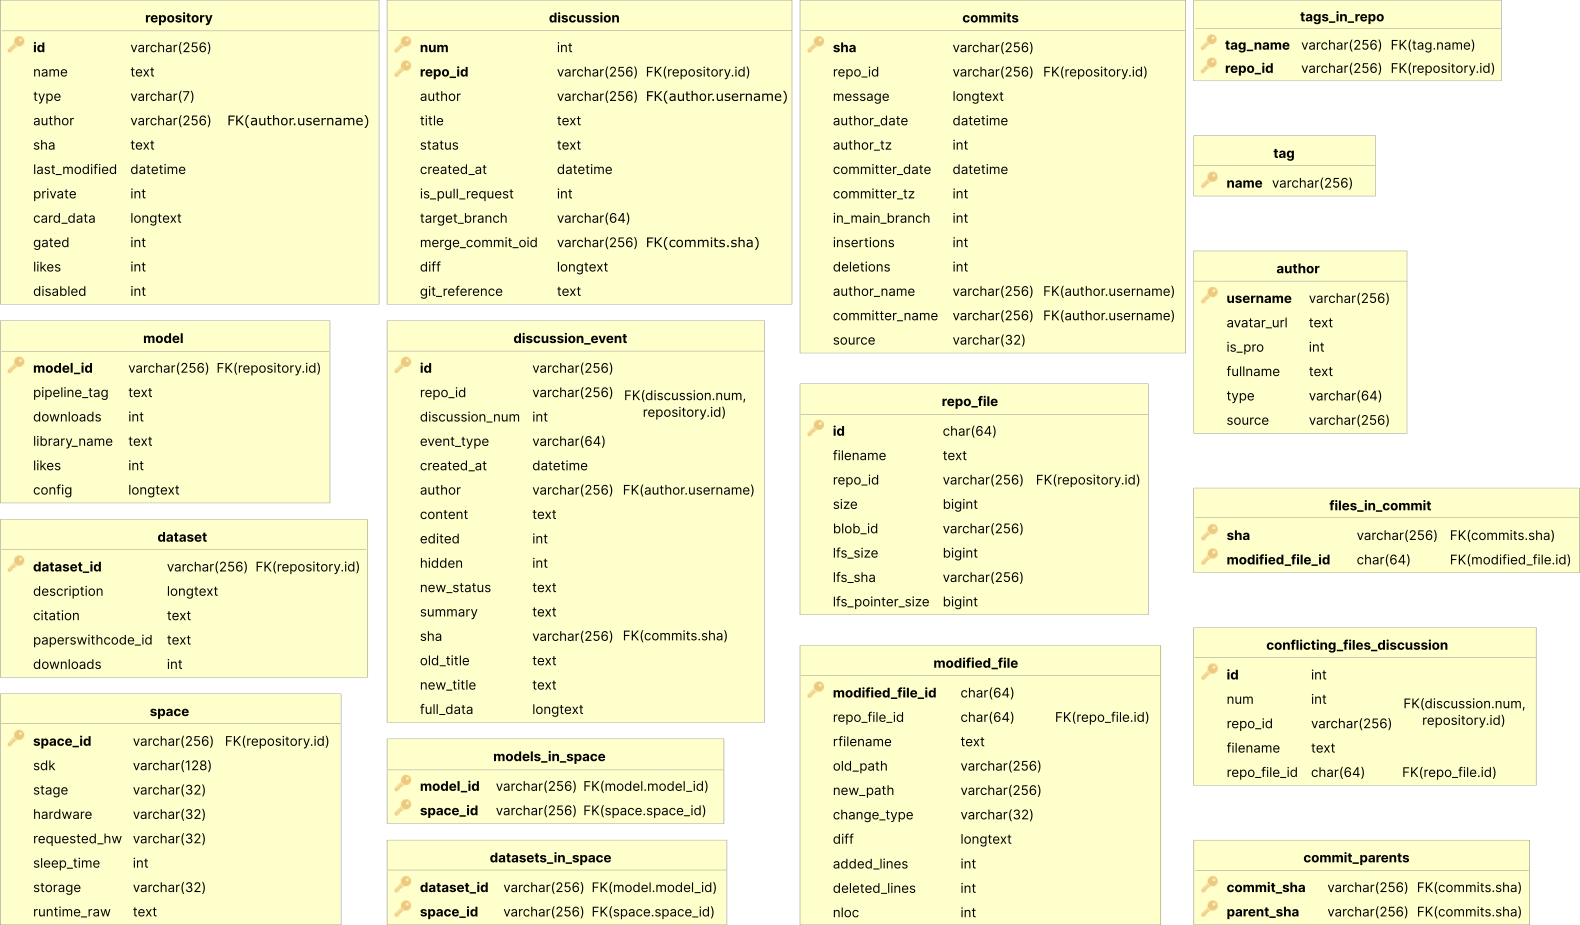 repository
id varchar(256)
name text
type varchar(7)
author varchar(256) FK(author.username)
sha text
last_modified datetime
private int
card_data longtext
gated int
likes int
disabled int
model
model_id varchar(256) FK(repository.id)
pipeline_tag text
downloads int
library_name text
likes int
config longtext
dataset
dataset_id varchar(256) FK(repository.id)
description longtext
citation text
paperswithcode_id text
downloads int
space
space_id varchar(256) FK(repository.id)
sdk varchar(128)
stage varchar(32)
hardware varchar(32)
requested_hw varchar(32)
sleep_time int
storage varchar(32)
runtime_raw text
discussion
num int
repo_id varchar(256) FK(repository.id)
author varchar(256) FK(author.username)
title text
status text
created_at datetime
is_pull_request int
target_branch varchar(64)
merge_commit_oid varchar(256) FK(commits.sha)
diff longtext
git_reference text
discussion_event
id varchar(256)
repo_id varchar(256) FK(discussion.num,
discussion_num int repository.id)
event_type varchar(64)
created_at datetime
author varchar(256) FK(author.username)
content text
edited int
hidden int
new_status text
summary text
sha varchar(256) FK(commits.sha)
old_title text
new_title text
full_data longtext
models_in_space
model_id varchar(256) FK(model.model_id)
space_id varchar(256) FK(space.space_id)
datasets_in_space
dataset_id varchar(256) FK(model.model_id)
space_id varchar(256) FK(space.space_id)
commits
sha varchar(256)
repo_id varchar(256) FK(repository.id)
message longtext
author_date datetime
author_tz int
committer_date datetime
committer_tz int
in_main_branch int
insertions int
deletions int
author_name varchar(256) FK(author.username)
committer_name varchar(256) FK(author.username)
source varchar(32)
repo_file
id char(64)
filename text
repo_id varchar(256) FK(repository.id)
size bigint
blob_id varchar(256)
lfs_size bigint
lfs_sha varchar(256)
lfs_pointer_size bigint
modified_file
modified_file_id char(64)
repo_file_id char(64) FK(repo_file.id)
rfilename text
old_path varchar(256)
new_path varchar(256)
change_type varchar(32)
diff longtext
added_lines int
deleted_lines int
nloc int
tags_in_repo
tag_name varchar(256) FK(tag.name)
repo_id varchar(256) FK(repository.id)
tag
name varchar(256)
author
username varchar(256)
avatar_url text
is_pro int
fullname text
type varchar(64)
source varchar(256)
files_in_commit
sha varchar(256) FK(commits.sha)
modified_file_id char(64) FK(modified_file.id)
conflicting_files_discussion
id int
num int FK(discussion.num,
repo_id varchar(256) repository.id)
filename text
repo_file_id char(64) FK(repo_file.id)
commit_parents
commit_sha varchar(256) FK(commits.sha)
parent_sha varchar(256) FK(commits.sha)